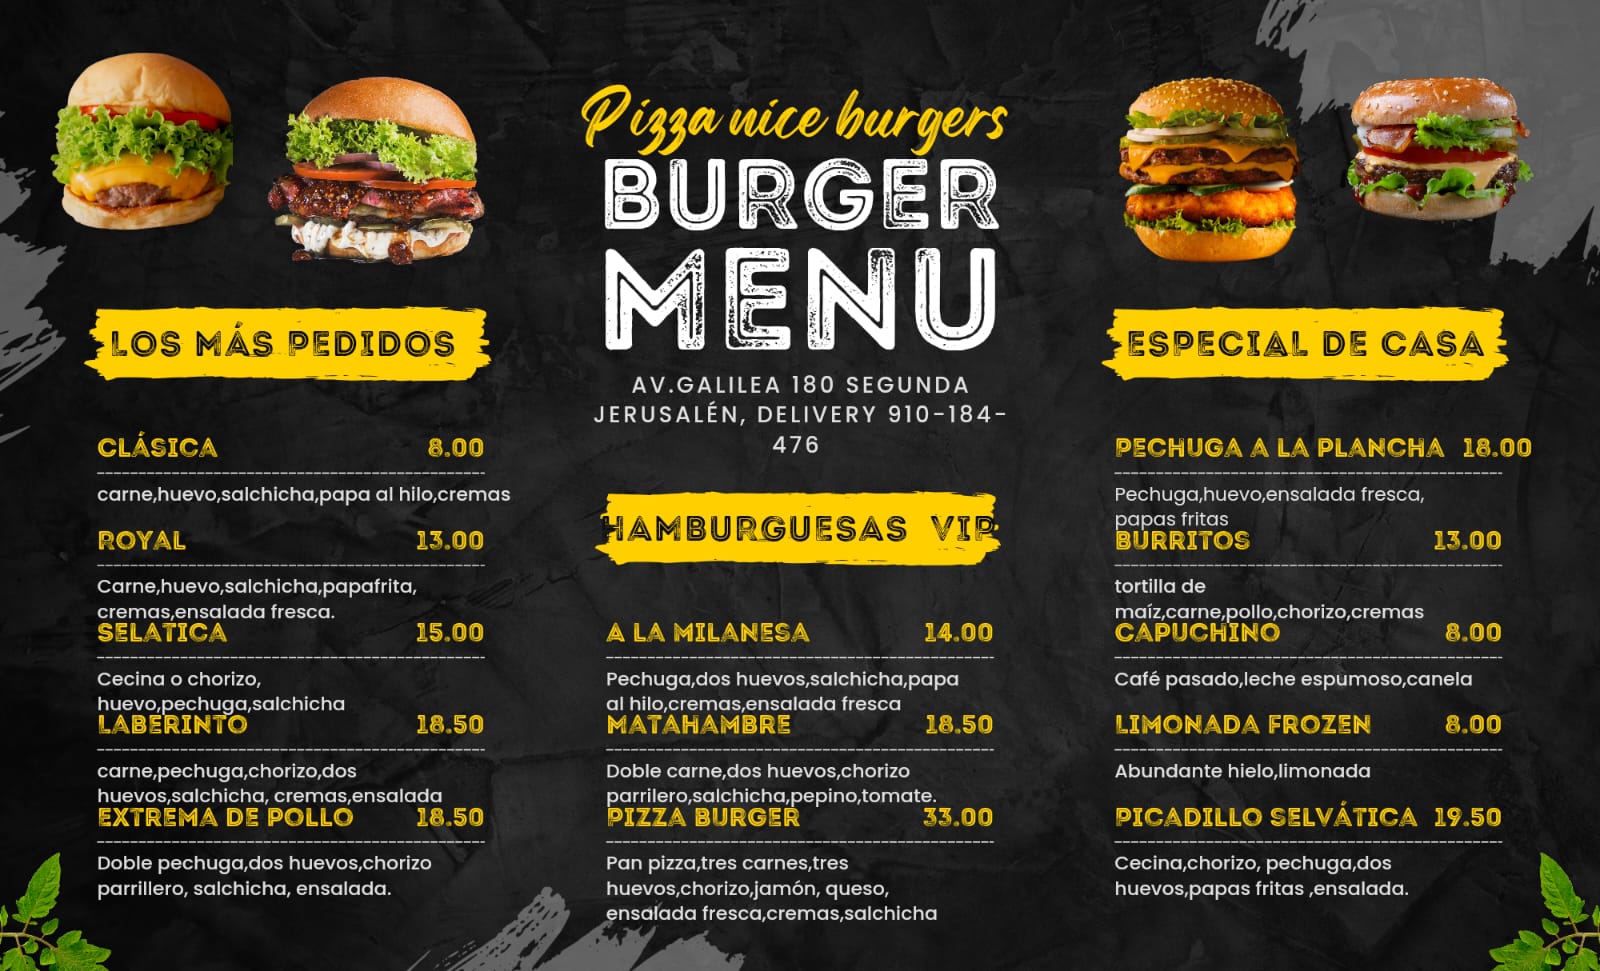 Pizza nice burgers
BURGER
MENU
AV.GALILEA 180 SEGUNDA
JERUSALÉN, DELIVERY 910-184-
476
LOS MÁS PEDIDOS
CLÁSICA 8.00
carne,huevo,salchicha,papa al hilo,cremas
ROYAL 13.00
Carne,huevo,salchicha,papafrita,
cremas,ensalada fresca.
SELATICA 15.00
Cecina o chorizo,
huevo,pechuga,salchicha
LABERINTO 18.50
carne,pechuga,chorizo,dos
huevos,salchicha, cremas,ensalada
EXTREMA DE POLLO 18.50
Doble pechuga,dos huevos,chorizo
parrillero, salchicha, ensalada.
HAMBURGUESAS VIP
A LA MILANESA 14.00
Pechuga,dos huevos,salchicha,papa
al hilo,cremas,ensalada fresca
MATAHAMBRE 18.50
Doble carne,dos huevos,chorizo
parrilero,salchicha,pepino,tomate.
PIZZA BURGER 33.00
Pan pizza,tres carnes,tres
huevos,chorizo,jamón, queso,
ensalada fresca,cremas,salchicha
ESPECIAL DE CASA
PECHUGA A LA PLANCHA 18.00
Pechuga,huevo,ensalada fresca,
papas fritas
BURRITOS 13.00
tortilla de
maíz,carne,pollo,chorizo,cremas
CAPUCHINO 8.00
Café pasado,leche espumoso,canela
LIMONADA FROZEN 8.00
Abundante hielo,limonada
PICADILLO SELVÁTICA 19.50
Cecina,chorizo, pechuga,dos
huevos,papas fritas ,ensalada.